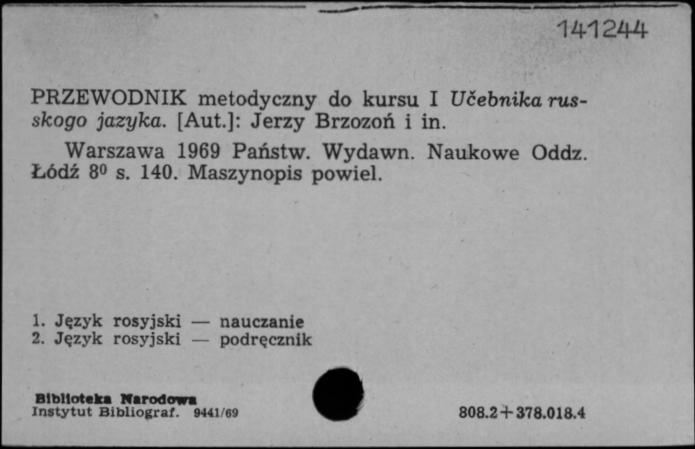 141244
PRZEWODNIK metodyczny do kursu I Učebnika rus-
skogo jazyka. [Aut.]: Jerzy Brzozoń i in.
Warszawa 1969 Państw. Wydawn. Naukowe Oddz.
Łódź 8⁰ s. 140. Maszynopis powiel.
1. Język rosyjski — nauczanie
2. Język rosyjski — podręcznik
Biblioteka Narodowa
Instytut Bibliograf. 9441/69
808.2+378.018.4